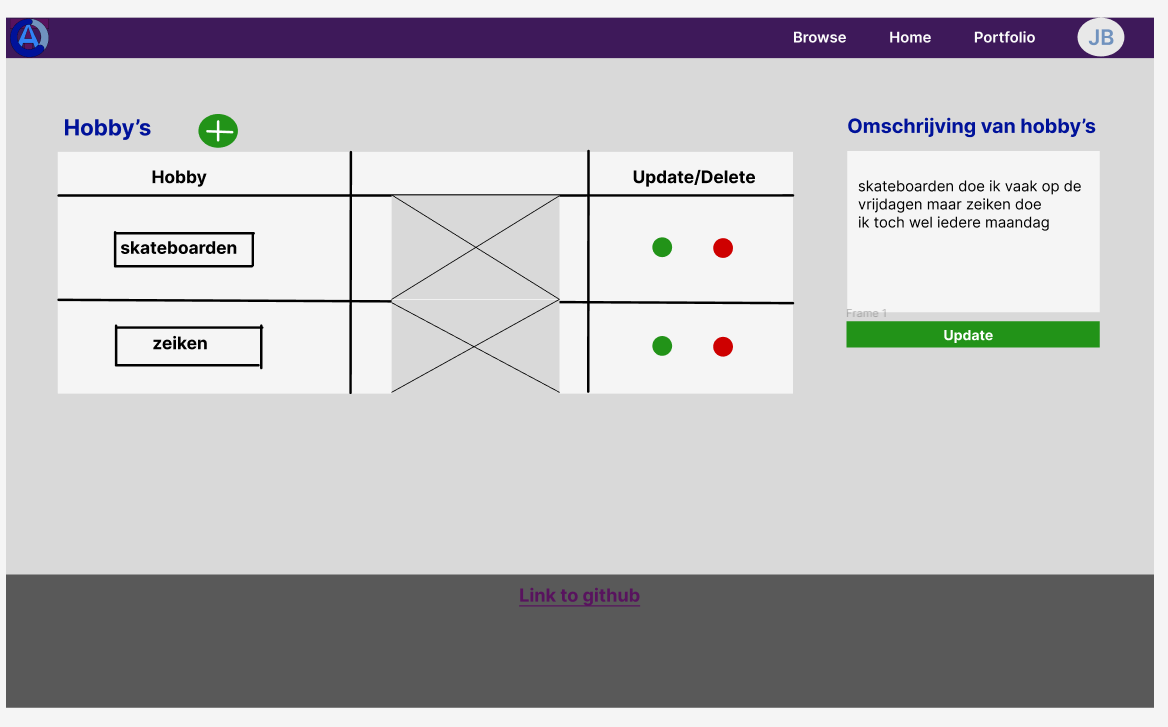 A
Browse
Home
Portfolio
JB
Hobby’s
Omschrijving van hobby’s
Hobby
Update/Delete
skateboarden
zeiken
skateboarden doe ik vaak op de
vrijdagen maar zeiken doe
ik toch wel iedere maandag
Frame 1
Update
Link to github